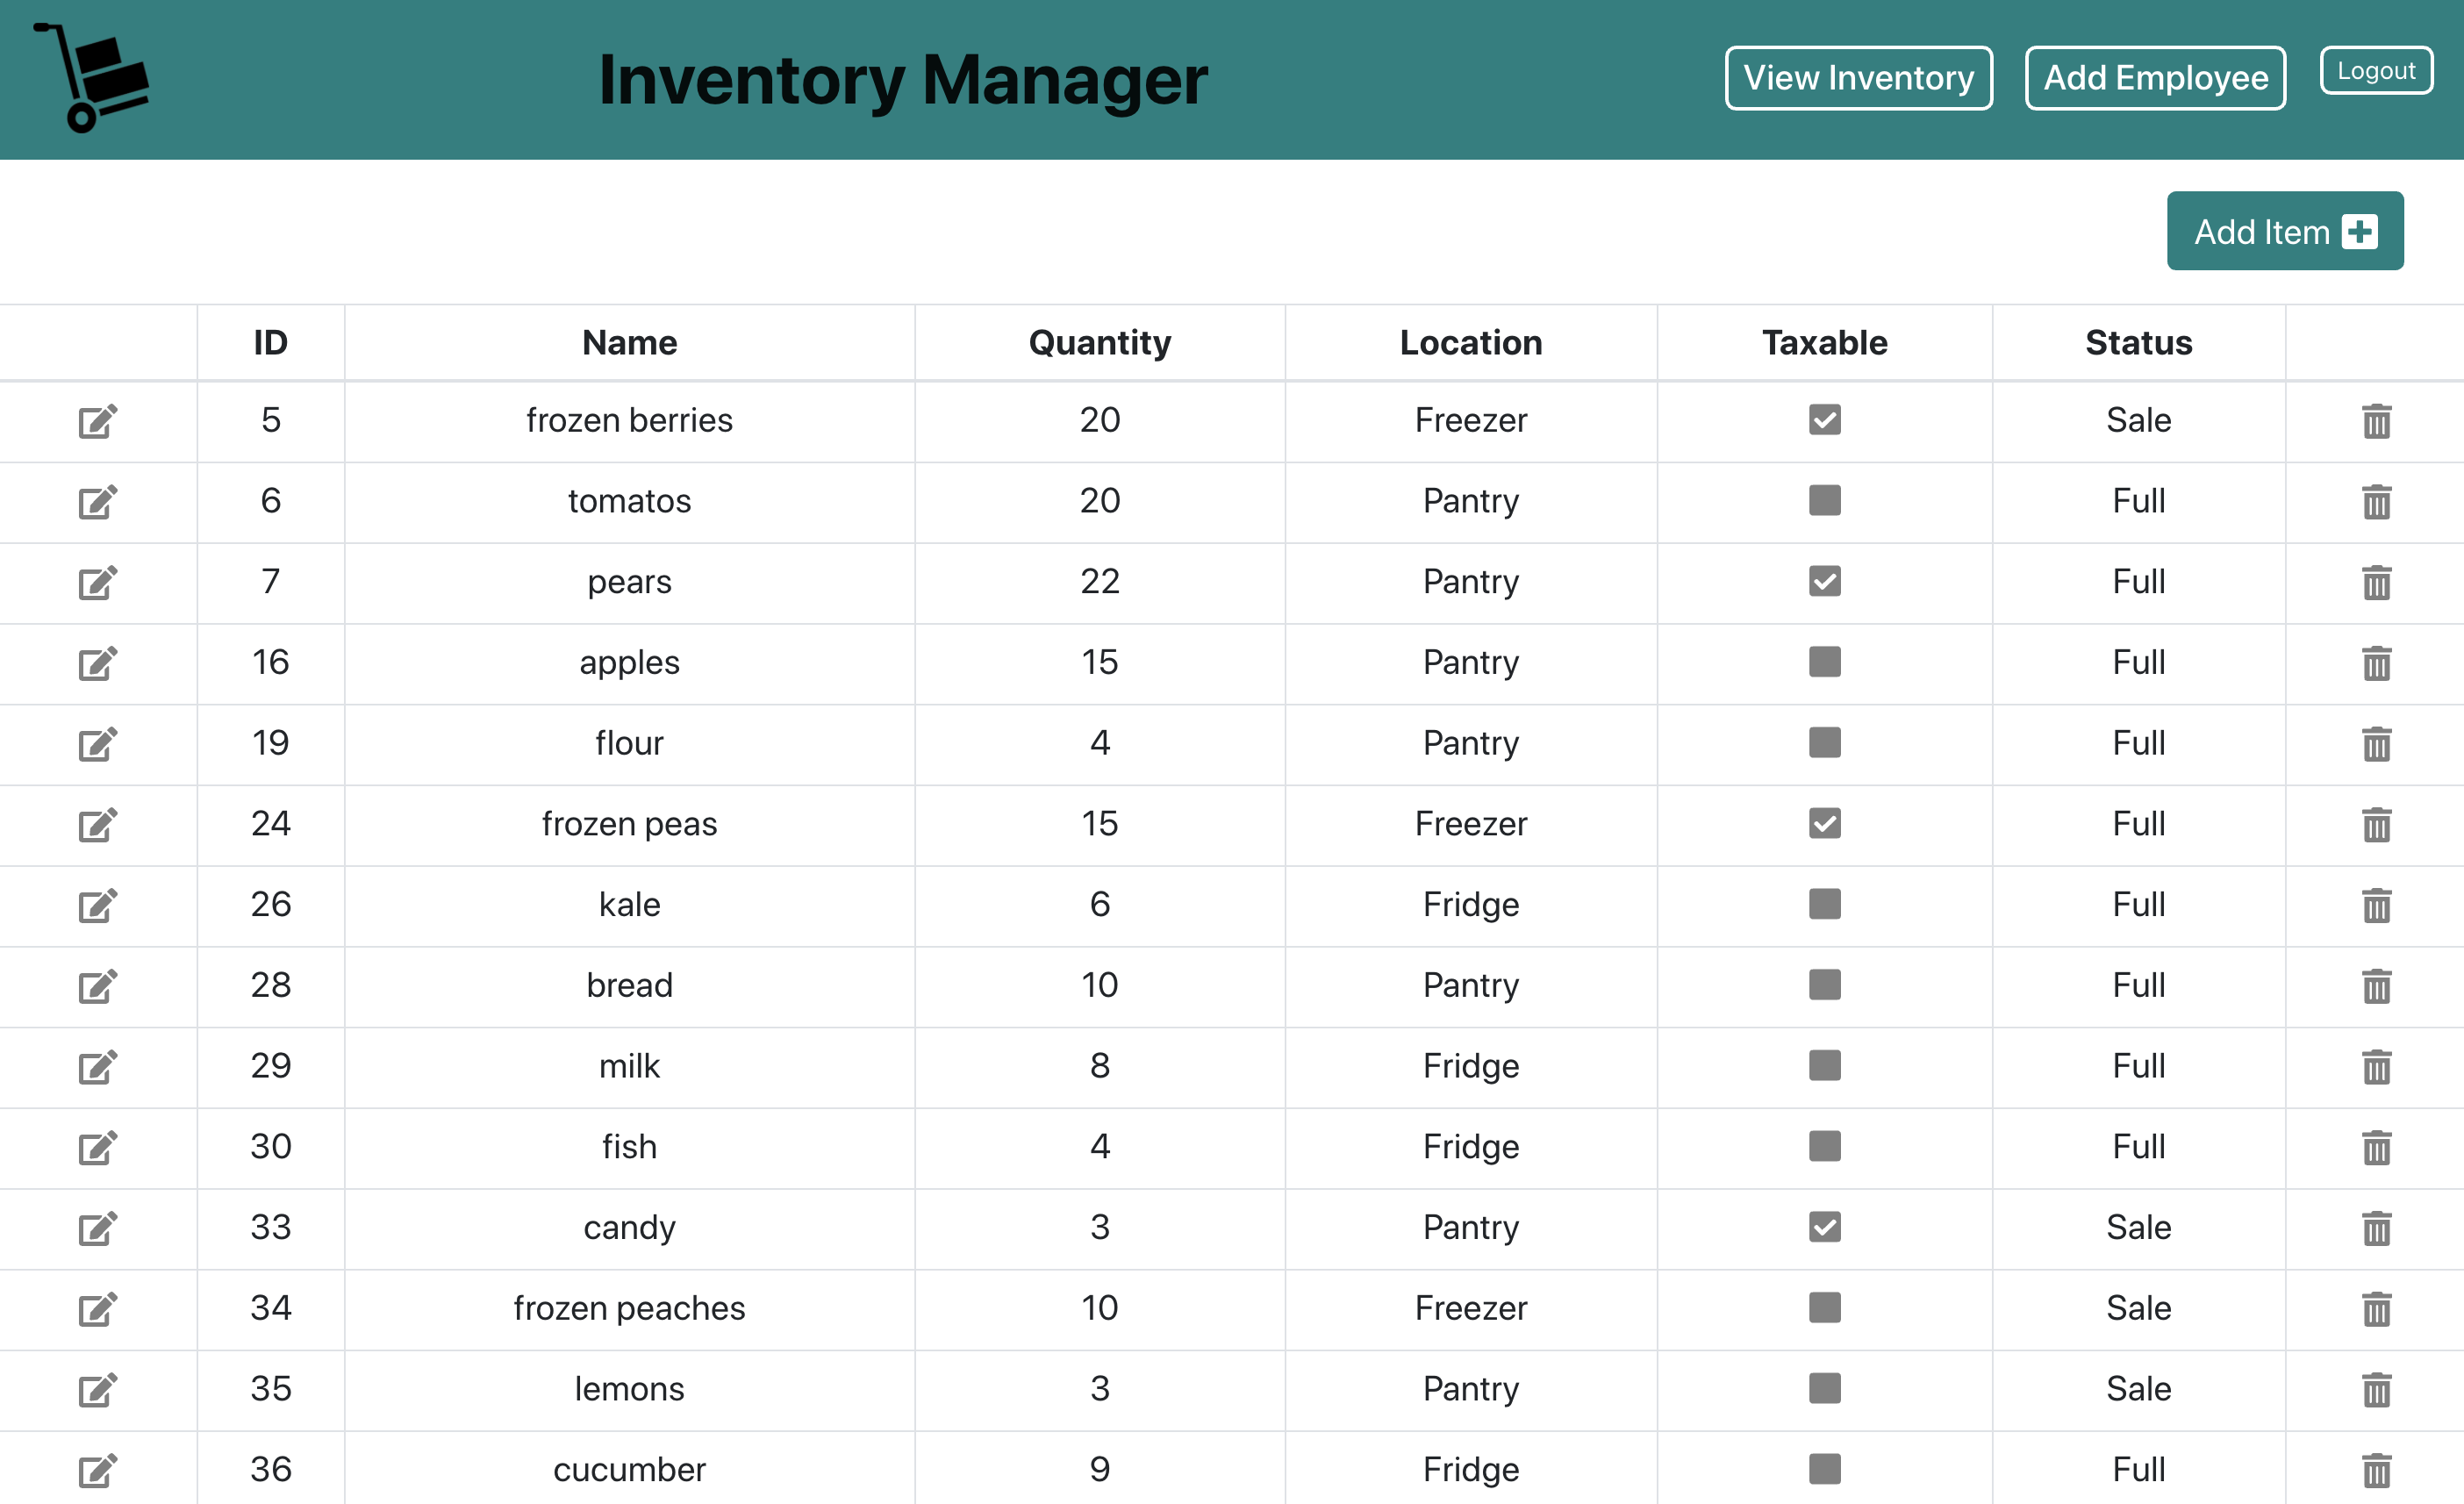 Inventory Manager View Inventory Add Employee Logout
Add Item
ID Name Quantity Location Taxable Status
5 frozen berries 20 Freezer Sale
6 tomatos 20 Pantry Full
7 pears 22 Pantry Full
16 apples 15 Pantry Full
19 flour 4 Pantry Full
24 frozen peas 15 Freezer Full
26 kale 6 Fridge Full
28 bread 10 Pantry Full
29 milk 8 Fridge Full
30 fish 4 Fridge Full
33 candy 3 Pantry Sale
34 frozen peaches 10 Freezer Sale
35 lemons 3 Pantry Sale
36 cucumber 9 Fridge Full